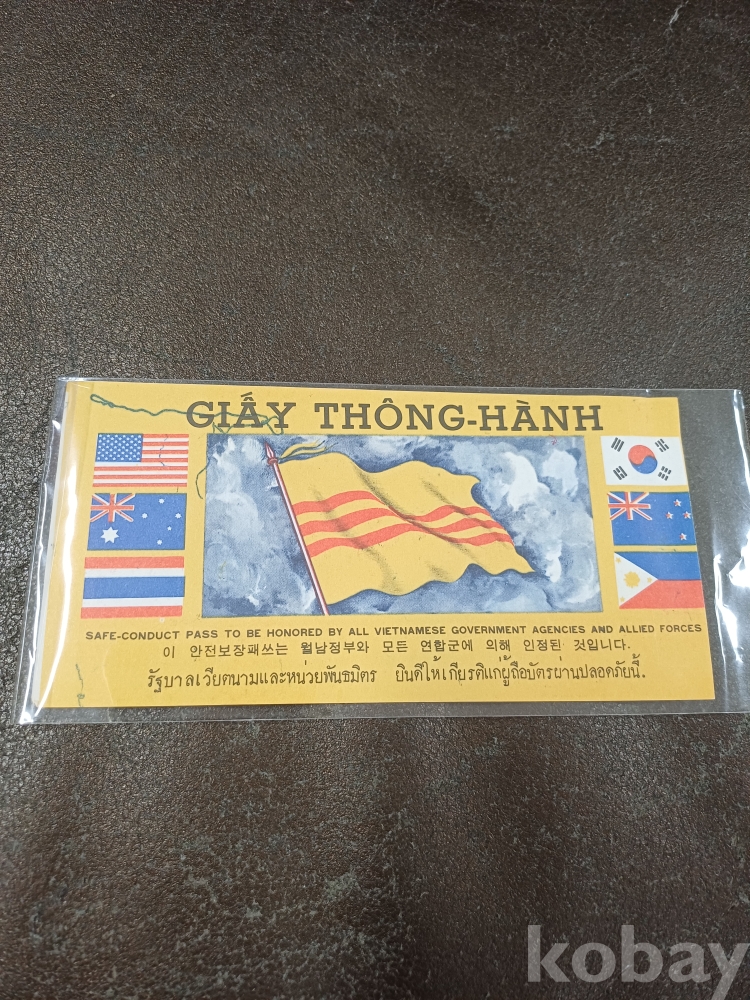 GIẤY THÔNG-HÀNH
SAFE-CONDUCT PASS TO BE HONORED BY ALL VIETNAMESE GOVERNMENT AGENCIES AND ALLIED FORCES
이 안전보장패쓰는 월남정부와 모든 연합군에 의해 인정된 것입니다.
รัฐบาลเวียตนามและหน่วยพันธมิตร ยินดีให้เกียรติแก่ผู้ถือบัตรผ่านปลอดภัยนี้.
kobay